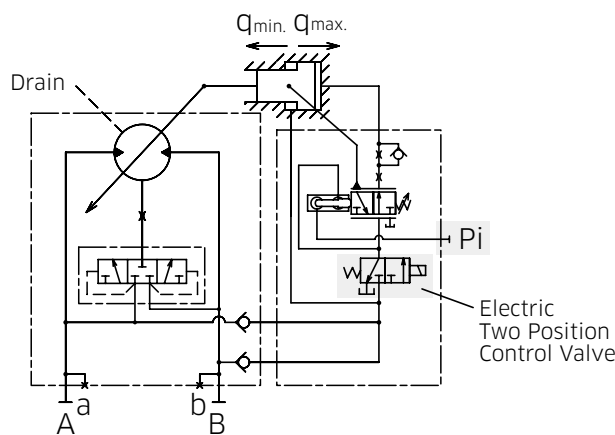 qmin. qmax.
Drain
Pi
Electric
Two Position
Control Valve
a
b
A
B